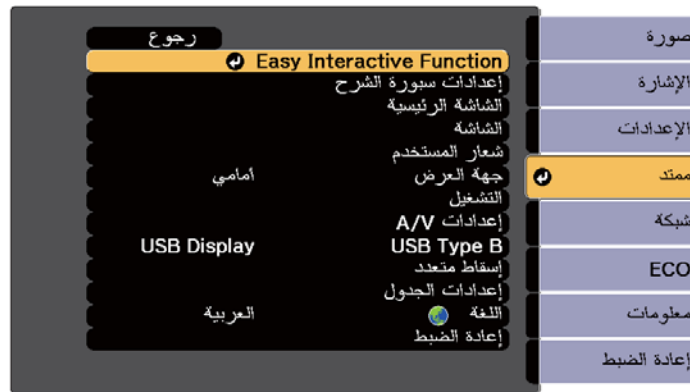 صورة
الإشارة
الإعدادات
ممتد
شبكة
ECO
معلومات
إعادة الضبط
رجوع
Easy Interactive Function
إعدادات سبورة الشرح
الشاشة الرئيسية
الشاشة
شعار المستخدم
جهة العرض أمامي
التشغيل
إعدادات A/V
USB Type B USB Display
إسقاط متعدد
إعدادات الجدول
اللغة العربية
إعادة الضبط